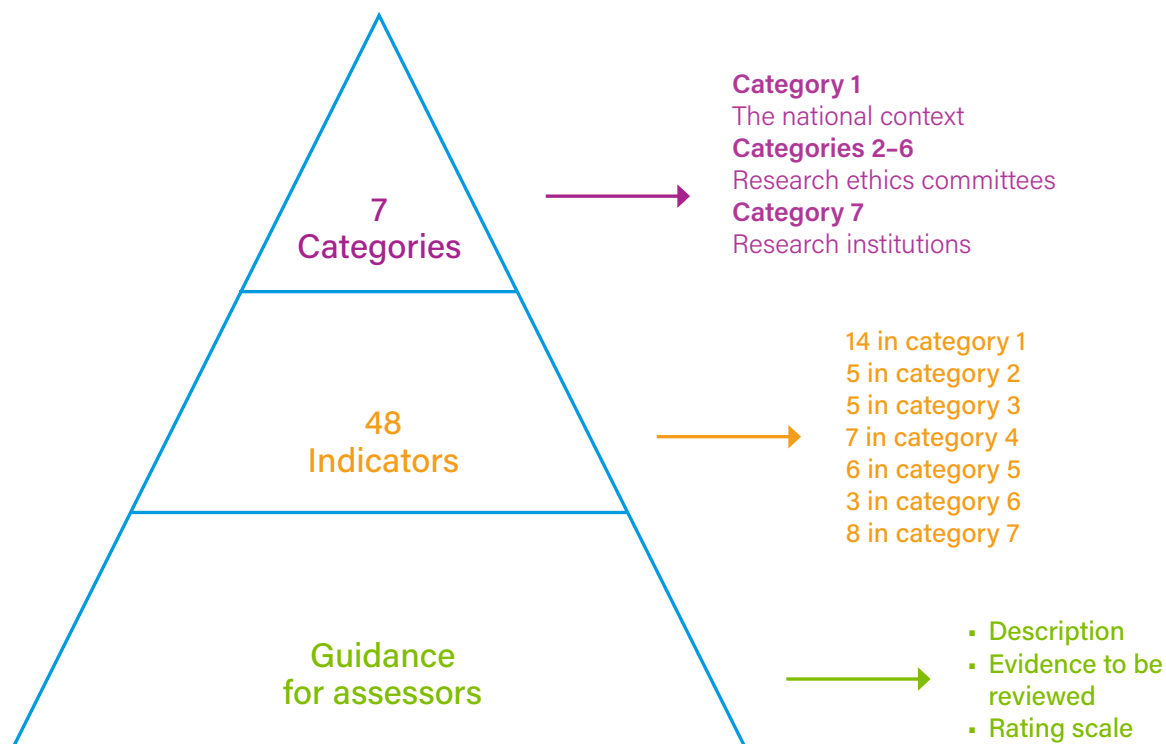 7
Categories
Category 1
The national context
Categories 2–6
Research ethics committees
Category 7
Research institutions
48
Indicators
14 in category 1
5 in category 2
5 in category 3
7 in category 4
6 in category 5
3 in category 6
8 in category 7
Guidance
for assessors
▪ Description
▪ Evidence to be
reviewed
▪ Rating scale